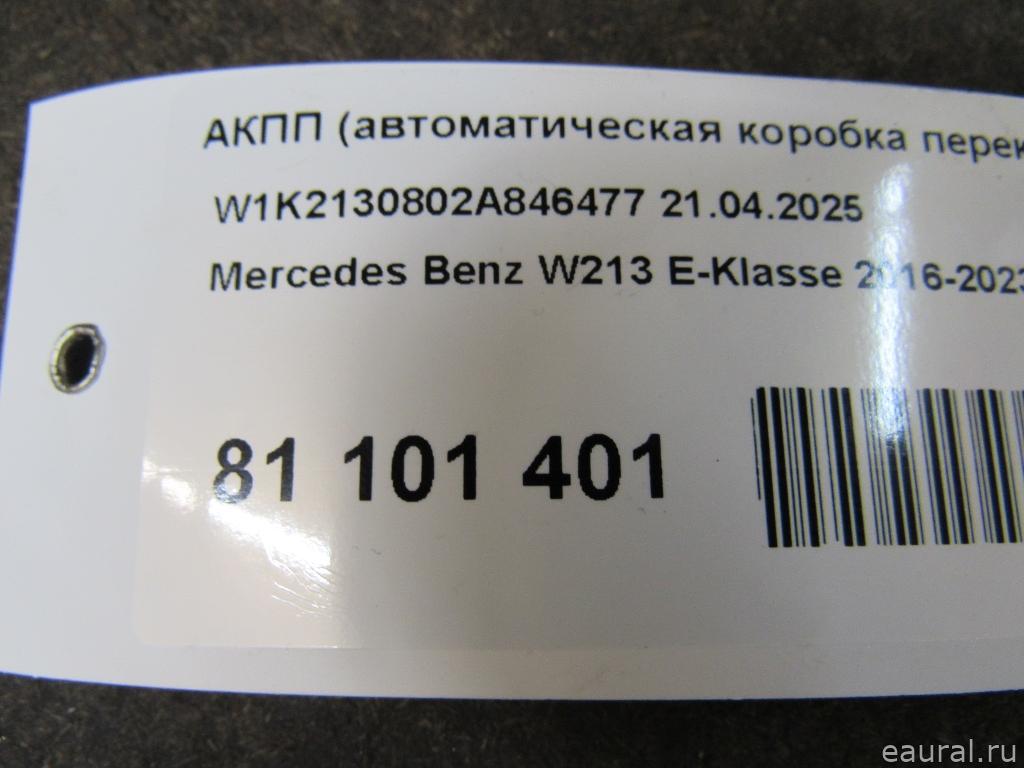 АКПП (автоматическая коробка перек
W1K2130802A846477 21.04.2025
Mercedes Benz W213 E-Klasse 2016-2023
81 101 401
eaural.ru